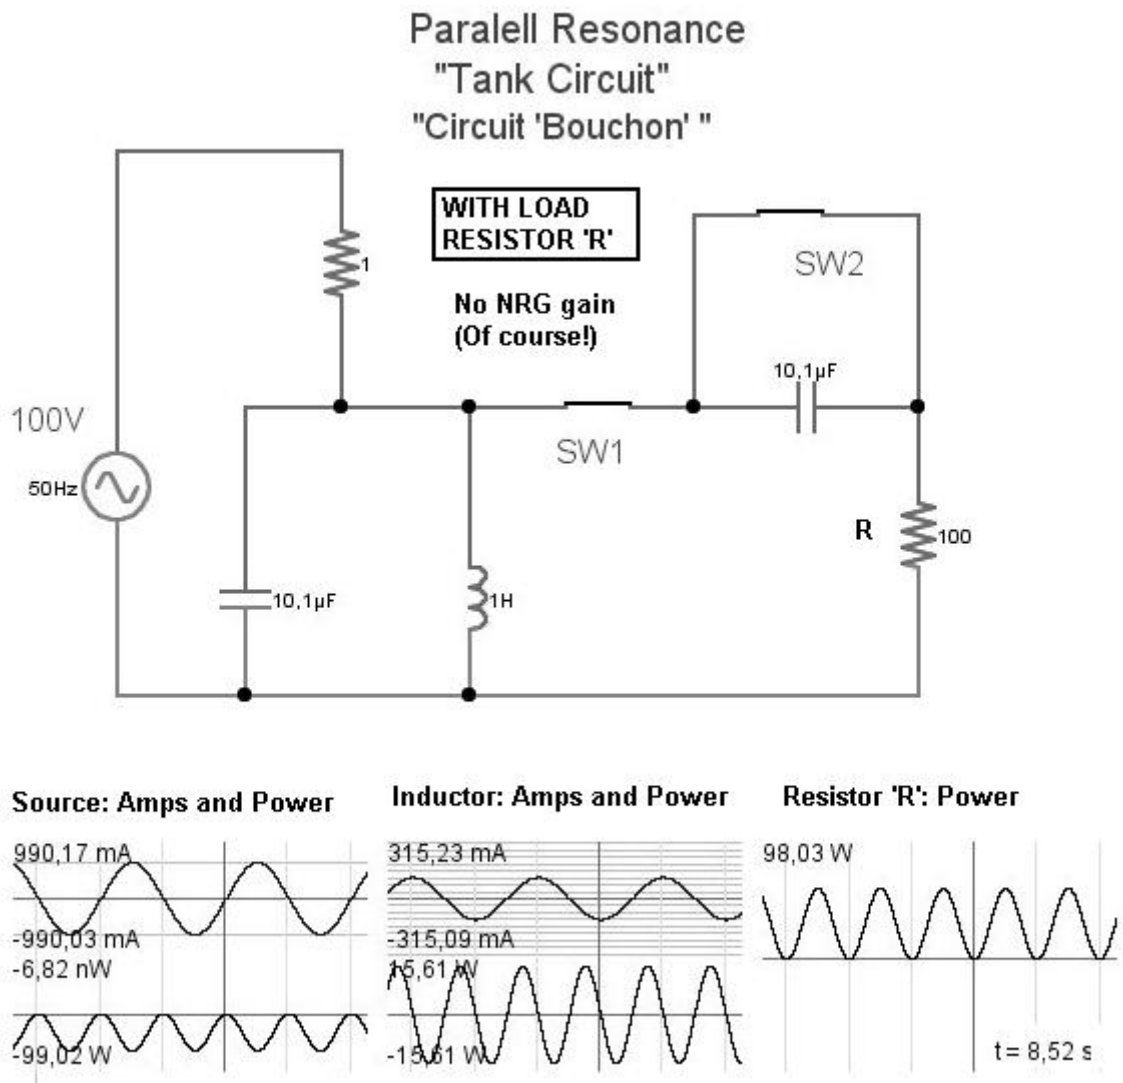 Paralell Resonance
"Tank Circuit"
"Circuit 'Bouchon' "
WITH LOAD
RESISTOR 'R'
No NRG gain
(Of course!)
1
SW2
10,1µF
SW1
100V
50Hz
R
100
10,1µF
1H
Source: Amps and Power
990,17 mA
-990,03 mA
-6,82 nW
-99,02 W
Inductor: Amps and Power
315,23 mA
-315,09 mA
15,61 W
-15,61 W
Resistor 'R': Power
98,03 W
t = 8,52 s